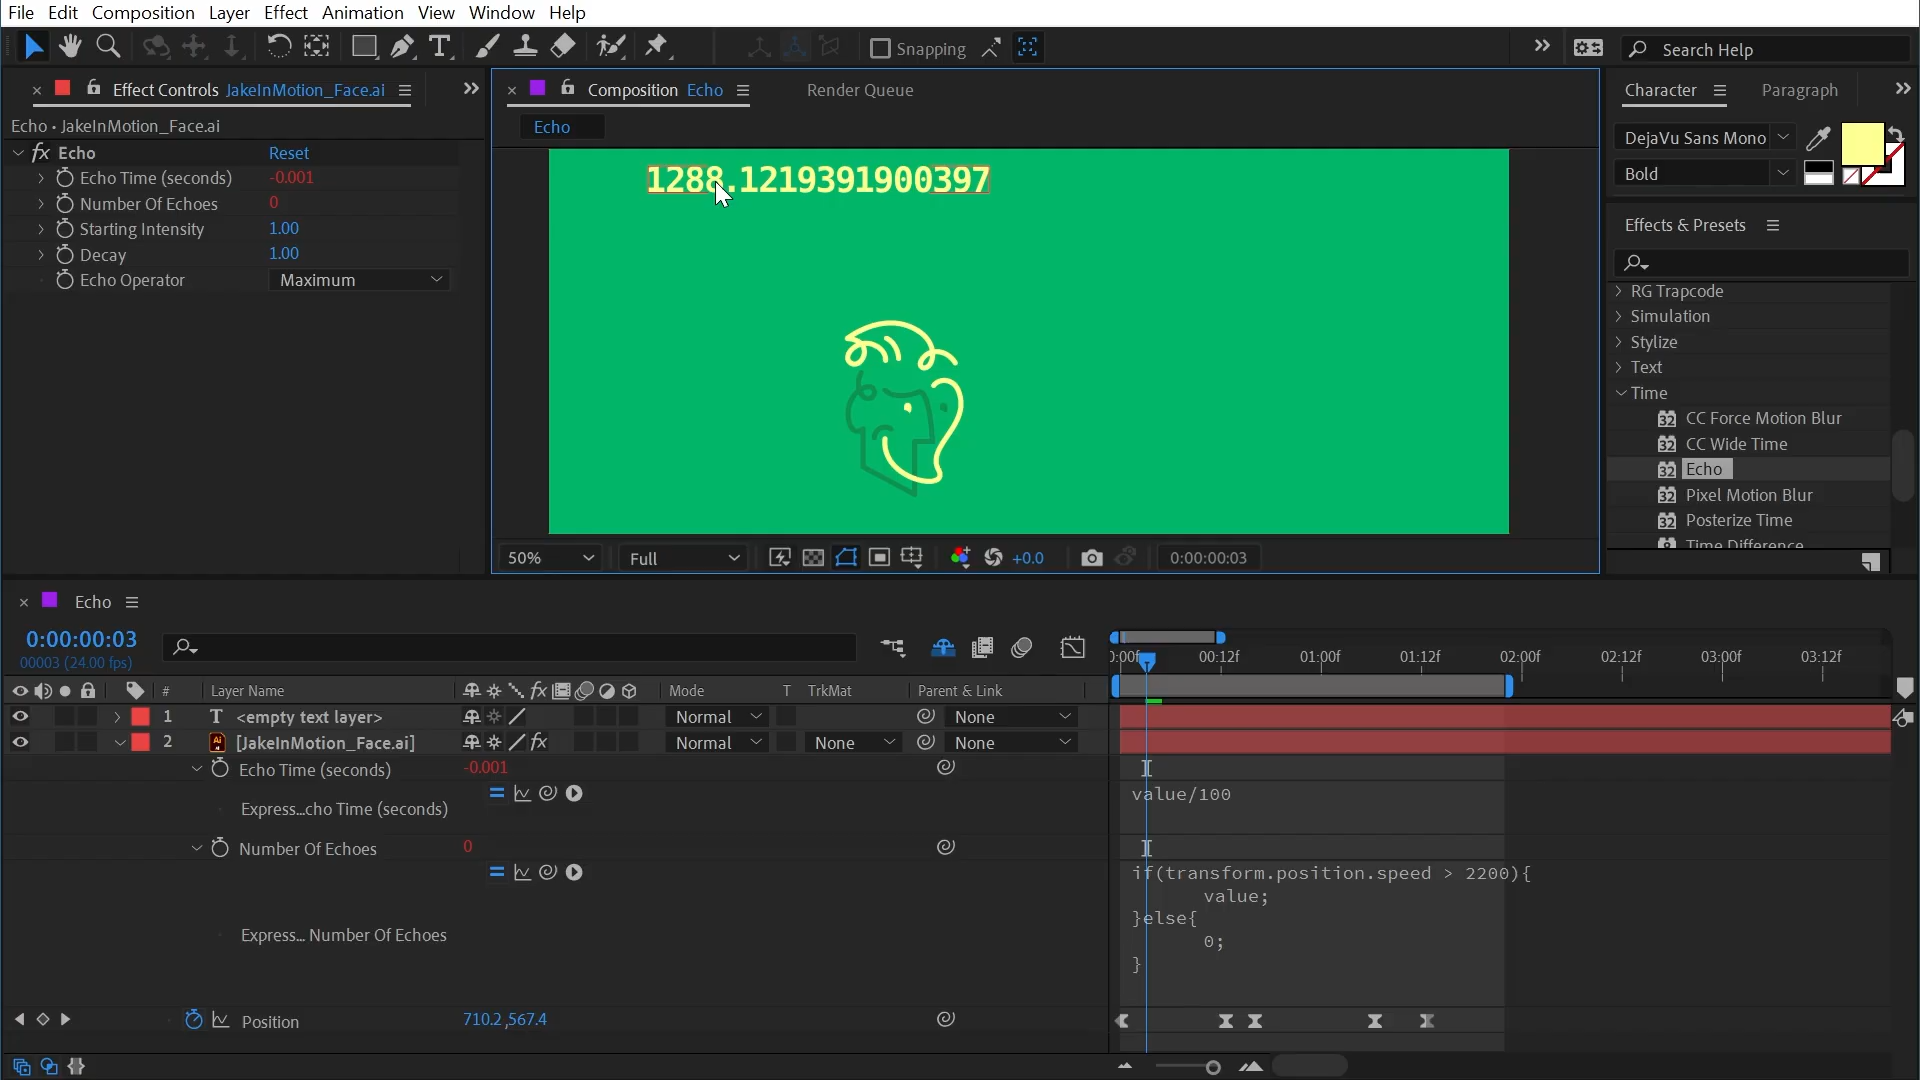 File Edit Composition Layer Effect Animation View Window Help
Snapping
Search Help
Effect Controls JakeInMotion_Face.ai
Echo • JakeInMotion_Face.ai
fx Echo Reset
Echo Time (seconds) -0.001
Number Of Echoes 0
Starting Intensity 1.00
Decay 1.00
Echo Operator Maximum
Composition Echo
Render Queue
Echo
1288.1219391900397
50% Full +0.0 0:00:00:03
Character Paragraph
DejaVu Sans Mono
Bold
Effects & Presets
RG Trapcode
Simulation
Stylize
Text
Time
32 CC Force Motion Blur
32 CC Wide Time
32 Echo
32 Pixel Motion Blur
32 Posterize Time
Time Difference
Echo
0:00:00:03
00003 (24.00 fps)
00:12f 01:00f 01:12f 02:00f 02:12f 03:00f 03:12f
# Layer Name fx Mode T TrkMat Parent & Link
1 T <empty text layer> Normal None
2 Ai [JakeInMotion_Face.ai] fx Normal None None
Echo Time (seconds) -0.001
Express...cho Time (seconds)
value/100
Number Of Echoes 0
Express... Number Of Echoes
if(transform.position.speed > 2200){
value;
}else{
0;
}
Position 710.2,567.4